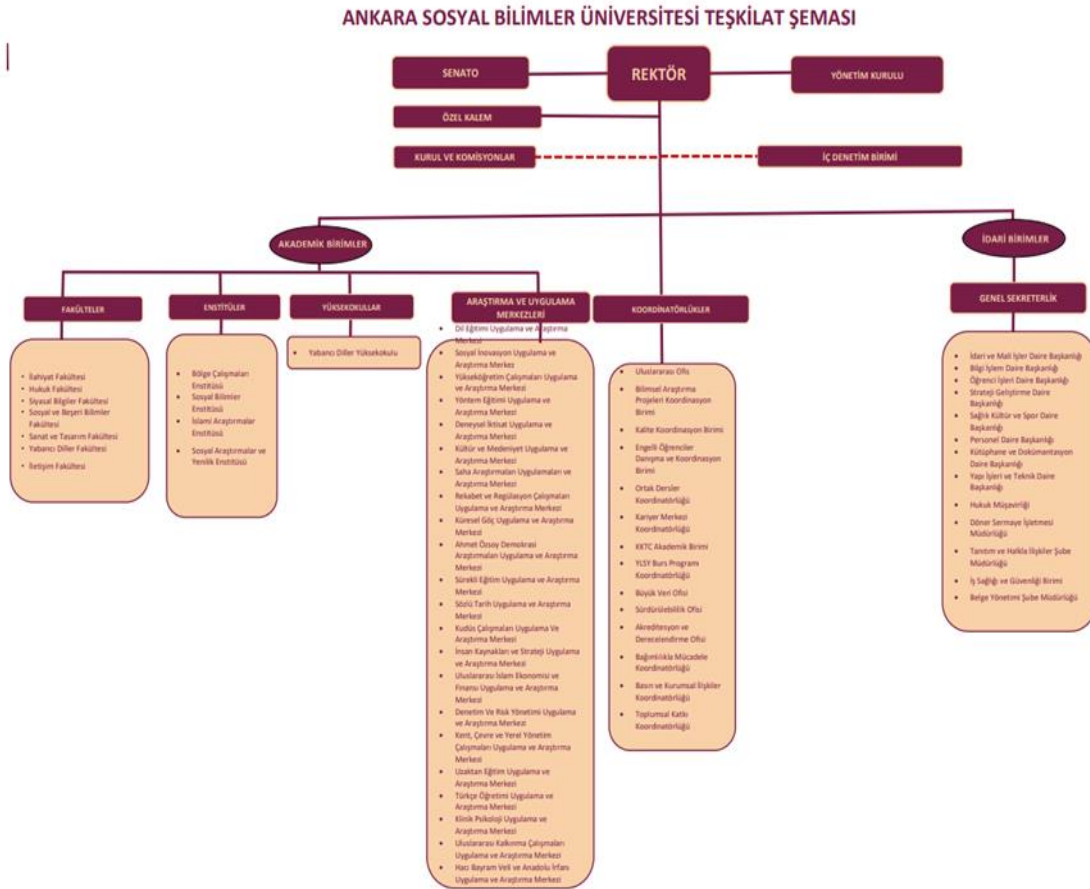 ANKARA SOSYAL BİLİMLER ÜNİVERSİTESİ TEŞKİLAT ŞEMASI
SENATO
REKTÖR
YÖNETİM KURULU
ÖZEL KALEM
KURUL VE KOMİSYONLAR
İÇ DENETİM BİRİMİ
AKADEMİK BİRİMLER
İDARİ BİRİMLER
FAKÜLTELER
• İlahiyat Fakültesi
• Hukuk Fakültesi
• Siyasal Bilgiler Fakültesi
• Sosyal ve Beşeri Bilimler
Fakültesi
• Sanat ve Tasarım Fakültesi
• Yabancı Diller Fakültesi
• İletişim Fakültesi
ENSTİTÜLER
• Bölge Çalışmaları
Enstitüsü
• Sosyal Bilimler
Enstitüsü
• İslami Araştırmalar
Enstitüsü
• Sosyal Araştırmalar ve
Yenilik Enstitüsü
YÜKSEKOKULLAR
• Yabancı Diller Yüksekokulu
ARAŞTIRMA VE UYGULAMA
MERKEZLERİ
• Dil Eğitimi Uygulama ve Araştırma
Merkezi
• Sosyal İnovasyon Uygulama ve
Araştırma Merkez
• Yükseköğretim Çalışmaları Uygulama
ve Araştırma Merkezi
• Yöntem Eğitimi Uygulama ve
Araştırma Merkezi
• Deneysel İktisat Uygulama ve
Araştırma Merkezi
• Kültür ve Medeniyet Uygulama ve
Araştırma Merkezi
• Saha Araştırmaları Uygulamaları ve
Araştırma Merkezi
• Rekabet ve Regülasyon Çalışmaları
Uygulama ve Araştırma Merkezi
• Küresel Göç Uygulama ve Araştırma
Merkezi
• Ahmet Özsoy Demokrasi
Araştırmaları Uygulama ve Araştırma
Merkezi
• Sürekli Eğitim Uygulama ve Araştırma
Merkezi
• Sözlü Tarih Uygulama ve Araştırma
Merkezi
• Kudüs Çalışmaları Uygulama Ve
Araştırma Merkezi
• İnsan Kaynakları ve Strateji Uygulama
ve Araştırma Merkezi
• Uluslararası İslam Ekonomisi ve
Finansı Uygulama ve Araştırma
Merkezi
• Denetim Ve Risk Yönetimi Uygulama
ve Araştırma Merkezi
• Kent, Çevre ve Yerel Yönetim
Çalışmaları Uygulama ve Araştırma
Merkezi
• Uzaktan Eğitim Uygulama ve
Araştırma Merkezi
• Türkçe Öğretimi Uygulama ve
Araştırma Merkezi
• Klinik Psikoloji Uygulama ve
Araştırma Merkezi
• Uluslararası Kalkınma Çalışmaları
Uygulama ve Araştırma Merkezi
• Hacı Bayram Veli ve Anadolu İrfanı
Uygulama ve Araştırma Merkezi
KOORDİNATÖRLÜKLER
• Uluslararası Ofis
• Bilimsel Araştırma
Projeleri Koordinasyon
Birimi
• Kalite Koordinasyon Birimi
• Engelli Öğrenciler
Danışma ve Koordinasyon
Birimi
• Ortak Dersler
Koordinatörlüğü
• Kariyer Merkezi
Koordinatörlüğü
• KKTC Akademik Birimi
• YLSY Burs Programı
Koordinatörlüğü
• Büyük Veri Ofisi
• Sürdürülebilirlik Ofisi
• Akreditesyon ve
Derecelendirme Ofisi
• Bağımlılıkla Mücadele
Koordinatörlüğü
• Basın ve Kurumsal İlişkiler
Koordinatörlüğü
• Toplumsal Katkı
Koordinatörlüğü
GENEL SEKRETERLİK
• İdari ve Mali İşler Daire Başkanlığı
• Bilgi İşlem Daire Başkanlığı
• Öğrenci İşleri Daire Başkanlığı
• Strateji Geliştirme Daire
Başkanlığı
• Sağlık Kültür ve Spor Daire
Başkanlığı
• Personel Daire Başkanlığı
• Kütüphane ve Dokümantasyon
Daire Başkanlığı
• Yapı İşleri ve Teknik Daire
Başkanlığı
• Hukuk Müşavirliği
• Döner Sermaye İşletmesi
Müdürlüğü
• Tanıtım ve Halkla İlişkiler Şube
Müdürlüğü
• İş Sağlığı ve Güvenliği Birimi
• Belge Yönetimi Şube Müdürlüğü